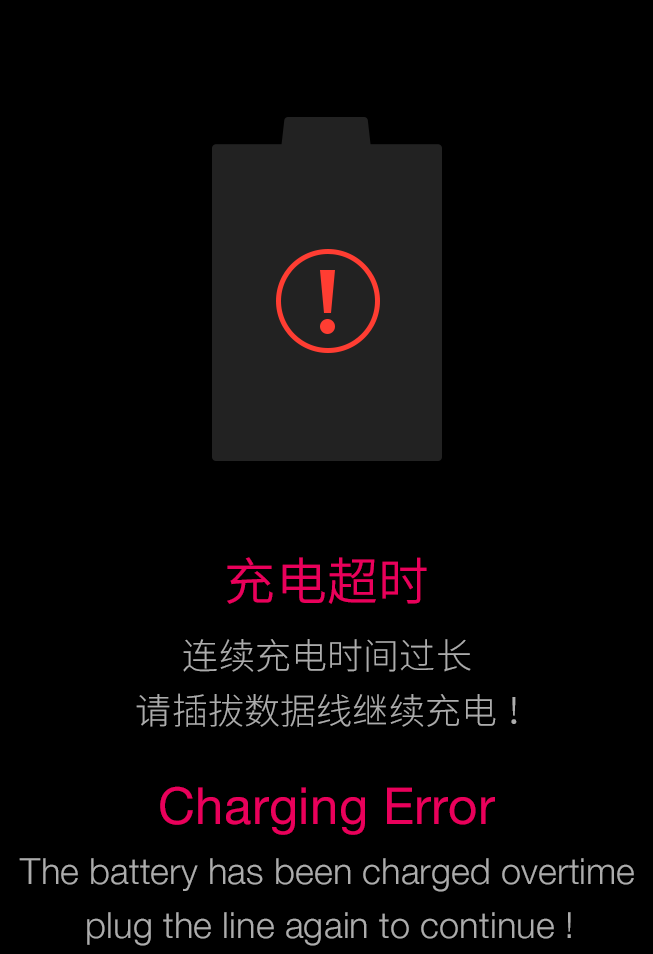 充电超时
连续充电时间过长
请插拔数据线继续充电！
Charging Error
The battery has been charged overtime
plug the line again to continue !